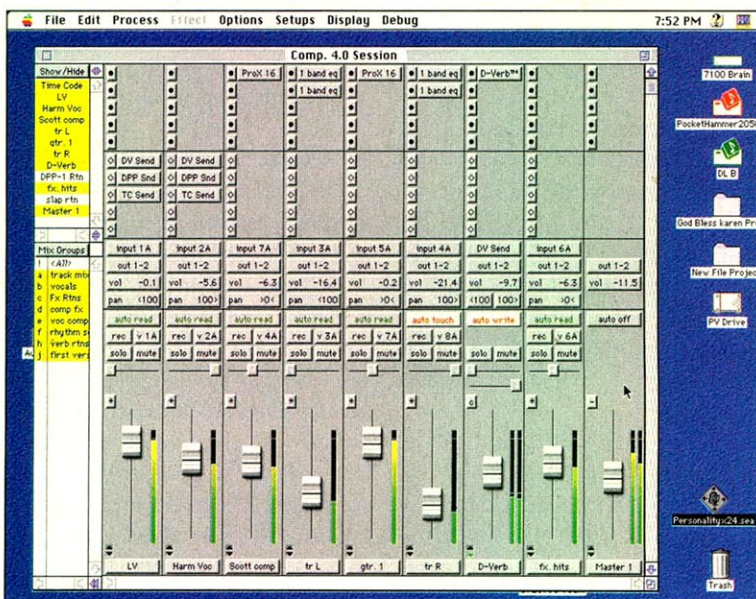 File Edit Process Effect Options Setups Display Debug 7:52 PM
Comp. 4.0 Session
Show/Hide
Time Code
LV
Harm Voc
Scott comp
tr L
gtr. 1
tr R
D-Verb
DPP-1 Rtn
fx. hits
slap rtn
Master 1
Mix Groups
! <All>
a track mix
b vocals
c Fx Rtns
d comp fx
e voc comp
f rhythm s
h verb rtns
j first vers
ProX 16 1 band eq ProX 16 1 band eq D-Verb™
1 band eq 1 band eq
DV Send DV Send
DPP Snd DPP Snd
TC Send TC Send
input 1A input 2A input 7A input 3A input 5A input 4A DV Send input 6A
out 1-2 out 1-2 out 1-2 out 1-2 out 1-2 out 1-2 out 1-2 out 1-2 out 1-2
vol -0.1 vol -5.6 vol -6.3 vol -16.4 vol -0.2 vol -21.4 vol -9.7 vol -6.3 vol -11.5
pan <100 pan 100> pan >0< pan <100 pan >0< pan 100> <100 100> pan >0<
auto read auto read auto read auto read auto read auto touch auto write auto read auto off
rec v 1A rec v 2A rec v 4A rec v 3A rec v 7A rec v 8A rec v 6A
solo mute solo mute solo mute solo mute solo mute solo mute solo mute solo mute
LV Harm Voc Scott comp tr L gtr. 1 tr R D-Verb fx. hits Master 1
7100 Brain
PocketHammer2050
DL B
God Bless karen Pro
New File Projec
PV Drive
Personality.x24.sea
Trash